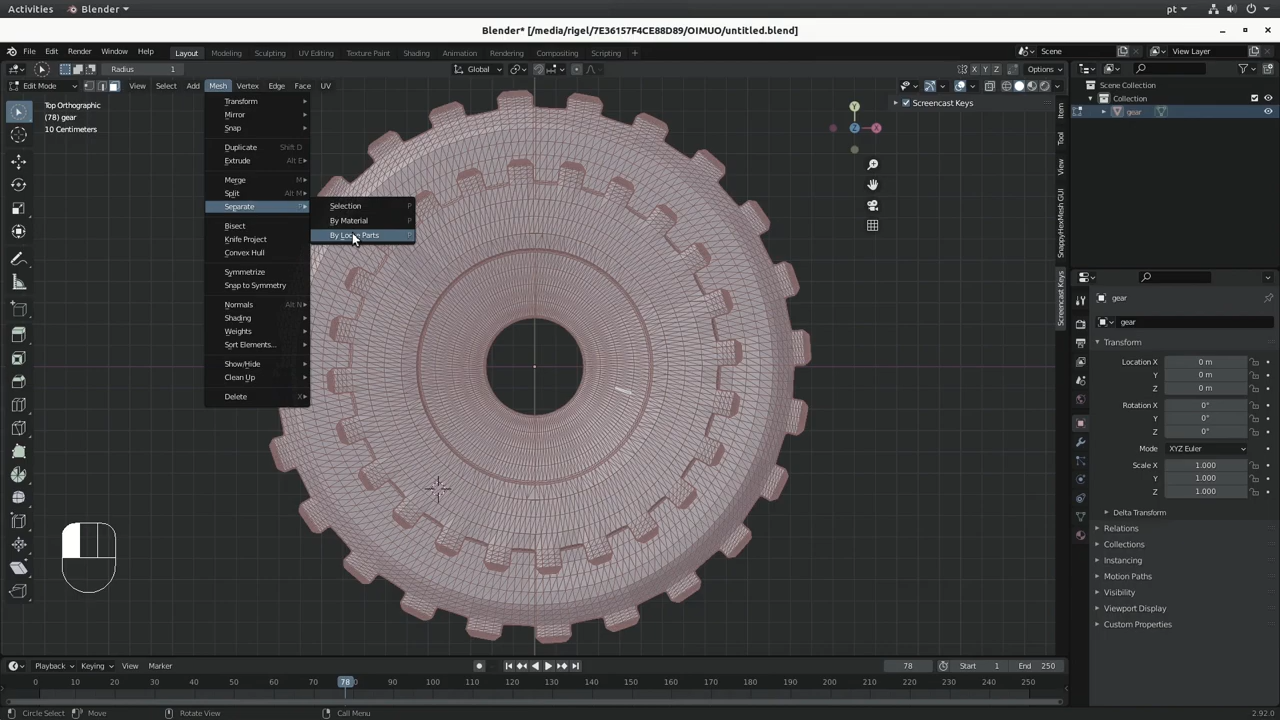 Activities Blender pt
Blender* [/media/rigel/7E36157F4CE88D89/OIMUO/untitled.blend]
File Edit Render Window Help Layout Modeling Sculpting UV Editing Texture Paint Shading Animation Rendering Compositing Scripting Scene View Layer
Radius 1 Global X Y Z Options
Edit Mode View Select Add Mesh Vertex Edge Face UV
Scene Collection
Collection
gear
Top Orthographic
(78) gear
10 Centimeters
Screencast Keys
Transform
Mirror
Snap
Duplicate Shift D
Extrude Alt E
Merge M
Split Alt M
Separate P
Bisect
Knife Project
Convex Hull
Symmetrize
Snap to Symmetry
Normals Alt N
Shading
Weights
Sort Elements...
Show/Hide
Clean Up
Delete X
Selection P
By Material P
By Loose Parts P
Y
Z X
Item
Tool
View
SnappyHexMesh GUI
Screencast Keys
gear
gear
Transform
Location X 0 m
Y 0 m
Z 0 m
Rotation X 0°
Y 0°
Z 0°
Mode XYZ Euler
Scale X 1.000
Y 1.000
Z 1.000
Delta Transform
Relations
Collections
Instancing
Motion Paths
Visibility
Viewport Display
Custom Properties
Playback Keying View Marker 78 Start 1 End 250
0 10 20 30 40 50 60 70 78 90 100 110 120 130 140 150 160 170 180 190 200 210 220 230 240 250
Circle Select Move Rotate View Call Menu 2.92.0